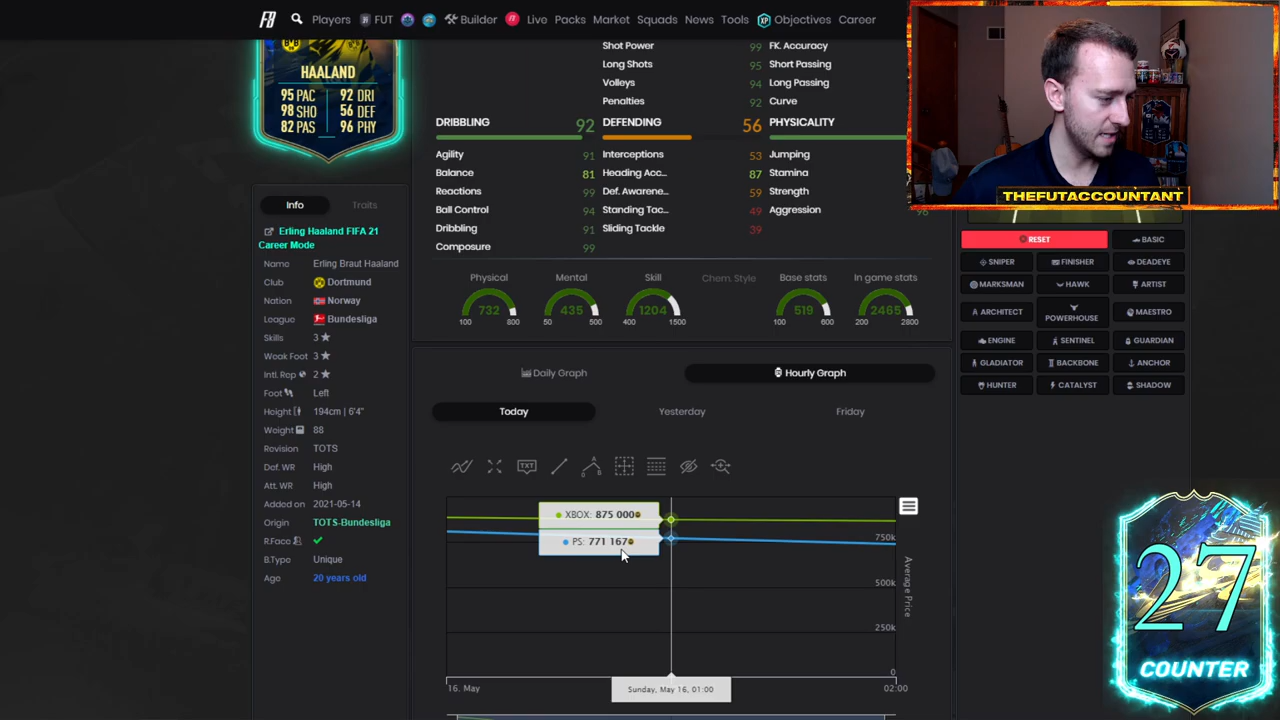 F8 Players FUT Builder Live Packs Market Squads News Tools XP Objectives Career
HAALAND
95 PAC 92 DRI
98 SHO 56 DEF
82 PAS 96 PHY
Shot Power 99 FK. Accuracy
Long Shots 95 Short Passing
Volleys 94 Long Passing
Penalties 92 Curve
DRIBBLING 92 DEFENDING 56 PHYSICALITY
Agility 91 Interceptions 53 Jumping
Balance 81 Heading Acc... 87 Stamina
Reactions 99 Def. Awarene... 59 Strength
Ball Control 94 Standing Tac... 49 Aggression
Dribbling 91 Sliding Tackle 39
Composure 99
THEFUTACCOUNTANT
Info Traits
Erling Haaland FIFA 21
Career Mode
Name Erling Braut Haaland
Club Dortmund
Nation Norway
League Bundesliga
Skills 3
Weak Foot 3
Intl. Rep 2
Foot Left
Height 194cm | 6'4"
Weight 88
Revision TOTS
Def. WR High
Att. WR High
Added on 2021-05-14
Origin TOTS-Bundesliga
R.Face
B.Type Unique
Age 20 years old
Physical Mental Skill Chem. Style Base stats In game stats
732 435 1204 519 2465
100 800 50 500 400 1500 100 600 200 2800
RESET BASIC
SNIPER FINISHER DEADEYE
MARKSMAN HAWK ARTIST
ARCHITECT POWERHOUSE MAESTRO
ENGINE SENTINEL GUARDIAN
GLADIATOR BACKBONE ANCHOR
HUNTER CATALYST SHADOW
Daily Graph Hourly Graph
Today Yesterday Friday
TXT
XBOX: 875 000
PS: 771 167
750k
500k
250k
0
Average Price
16. May Sunday, May 16, 01:00 02:00
27
COUNTER